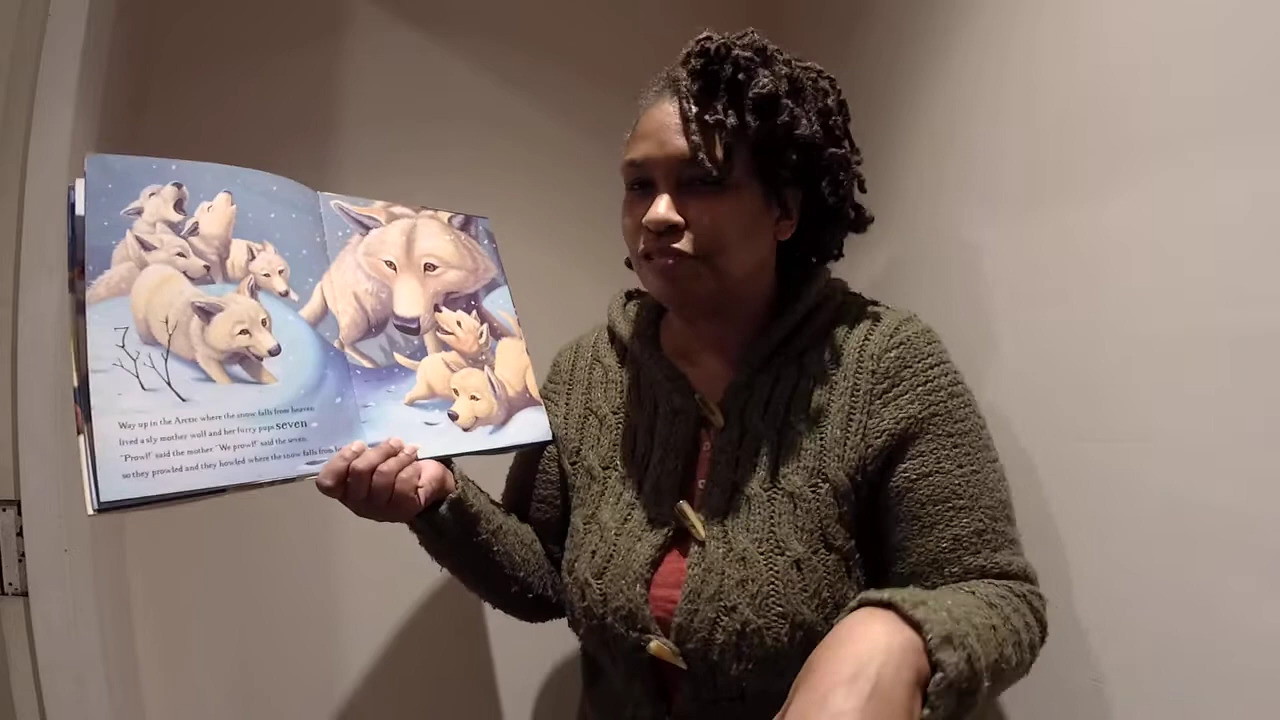 Way up in the Arctic where the snow falls from heaven
lived a sly mother wolf and her furry pups seven
"Prowl!" said the mother. "We prowl!" said the seven,
so they prowled and they howled where the snow falls from